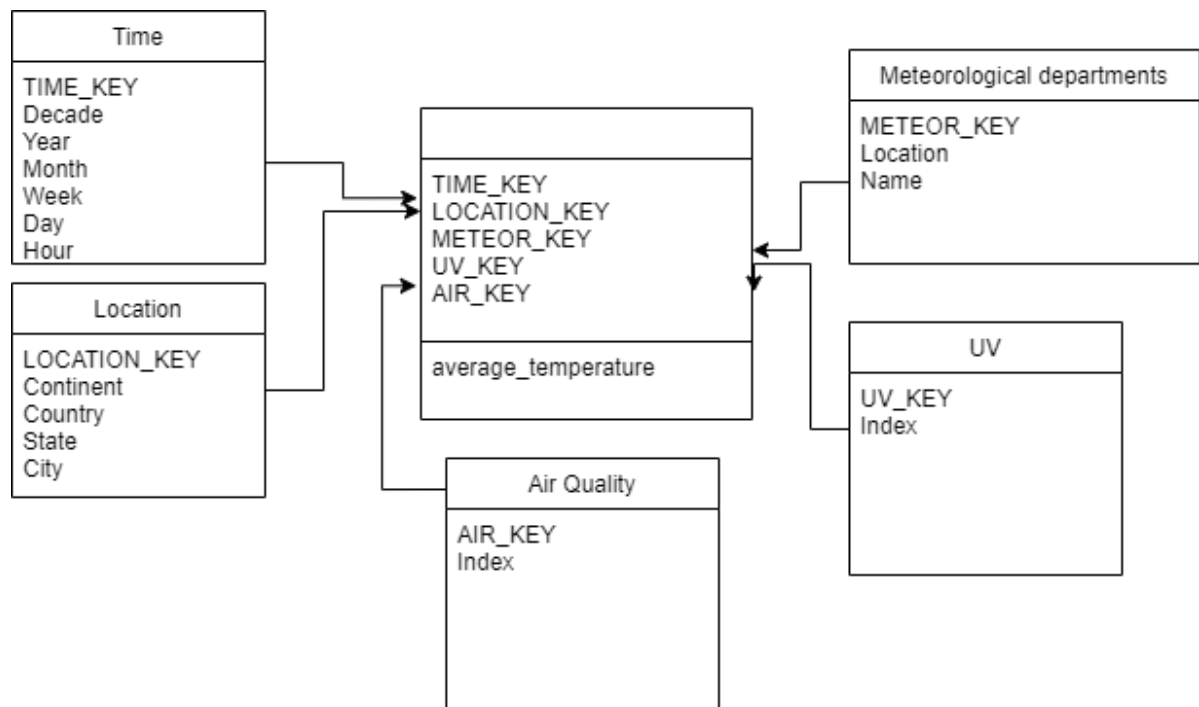 Time
TIME_KEY
Decade
Year
Month
Week
Day
Hour
Location
LOCATION_KEY
Continent
Country
State
City
TIME_KEY
LOCATION_KEY
METEOR_KEY
UV_KEY
AIR_KEY
average_temperature
Air Quality
AIR_KEY
Index
Meteorological departments
METEOR_KEY
Location
Name
UV
UV_KEY
Index